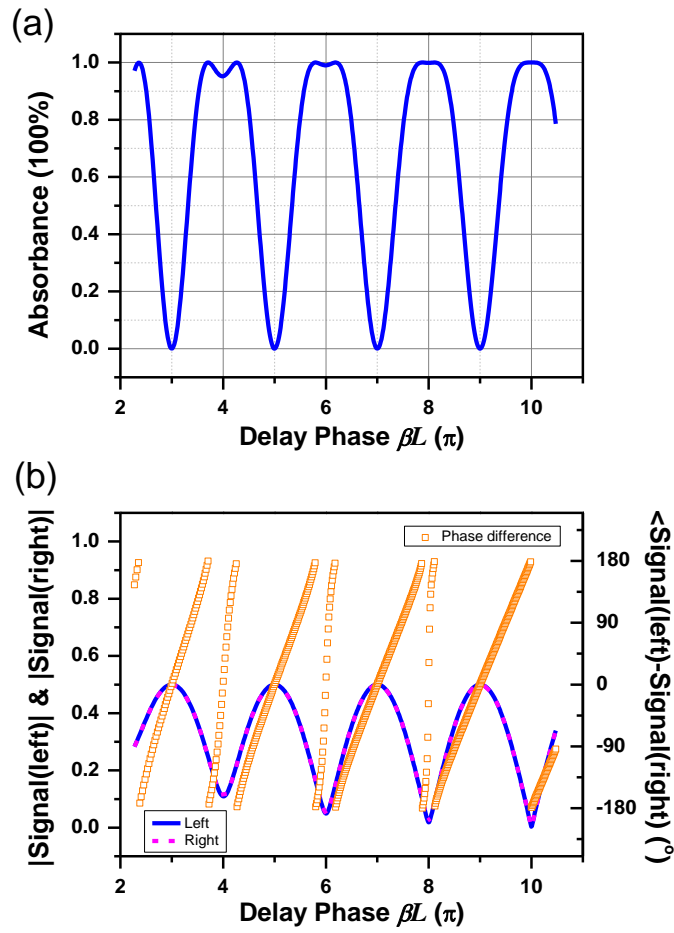 (a)
Absorbance (100%)
1.0
0.8
0.6
0.4
0.2
0.0
2 4 6 8 10
Delay Phase βL (π)
(b)
|Signal(left)| & |Signal(right)|
1.0
0.8
0.6
0.4
0.2
0.0
Phase difference
Left
Right
180
90
0
-90
-180
<Signal(left)-Signal(right) (°)
2 4 6 8 10
Delay Phase βL (π)